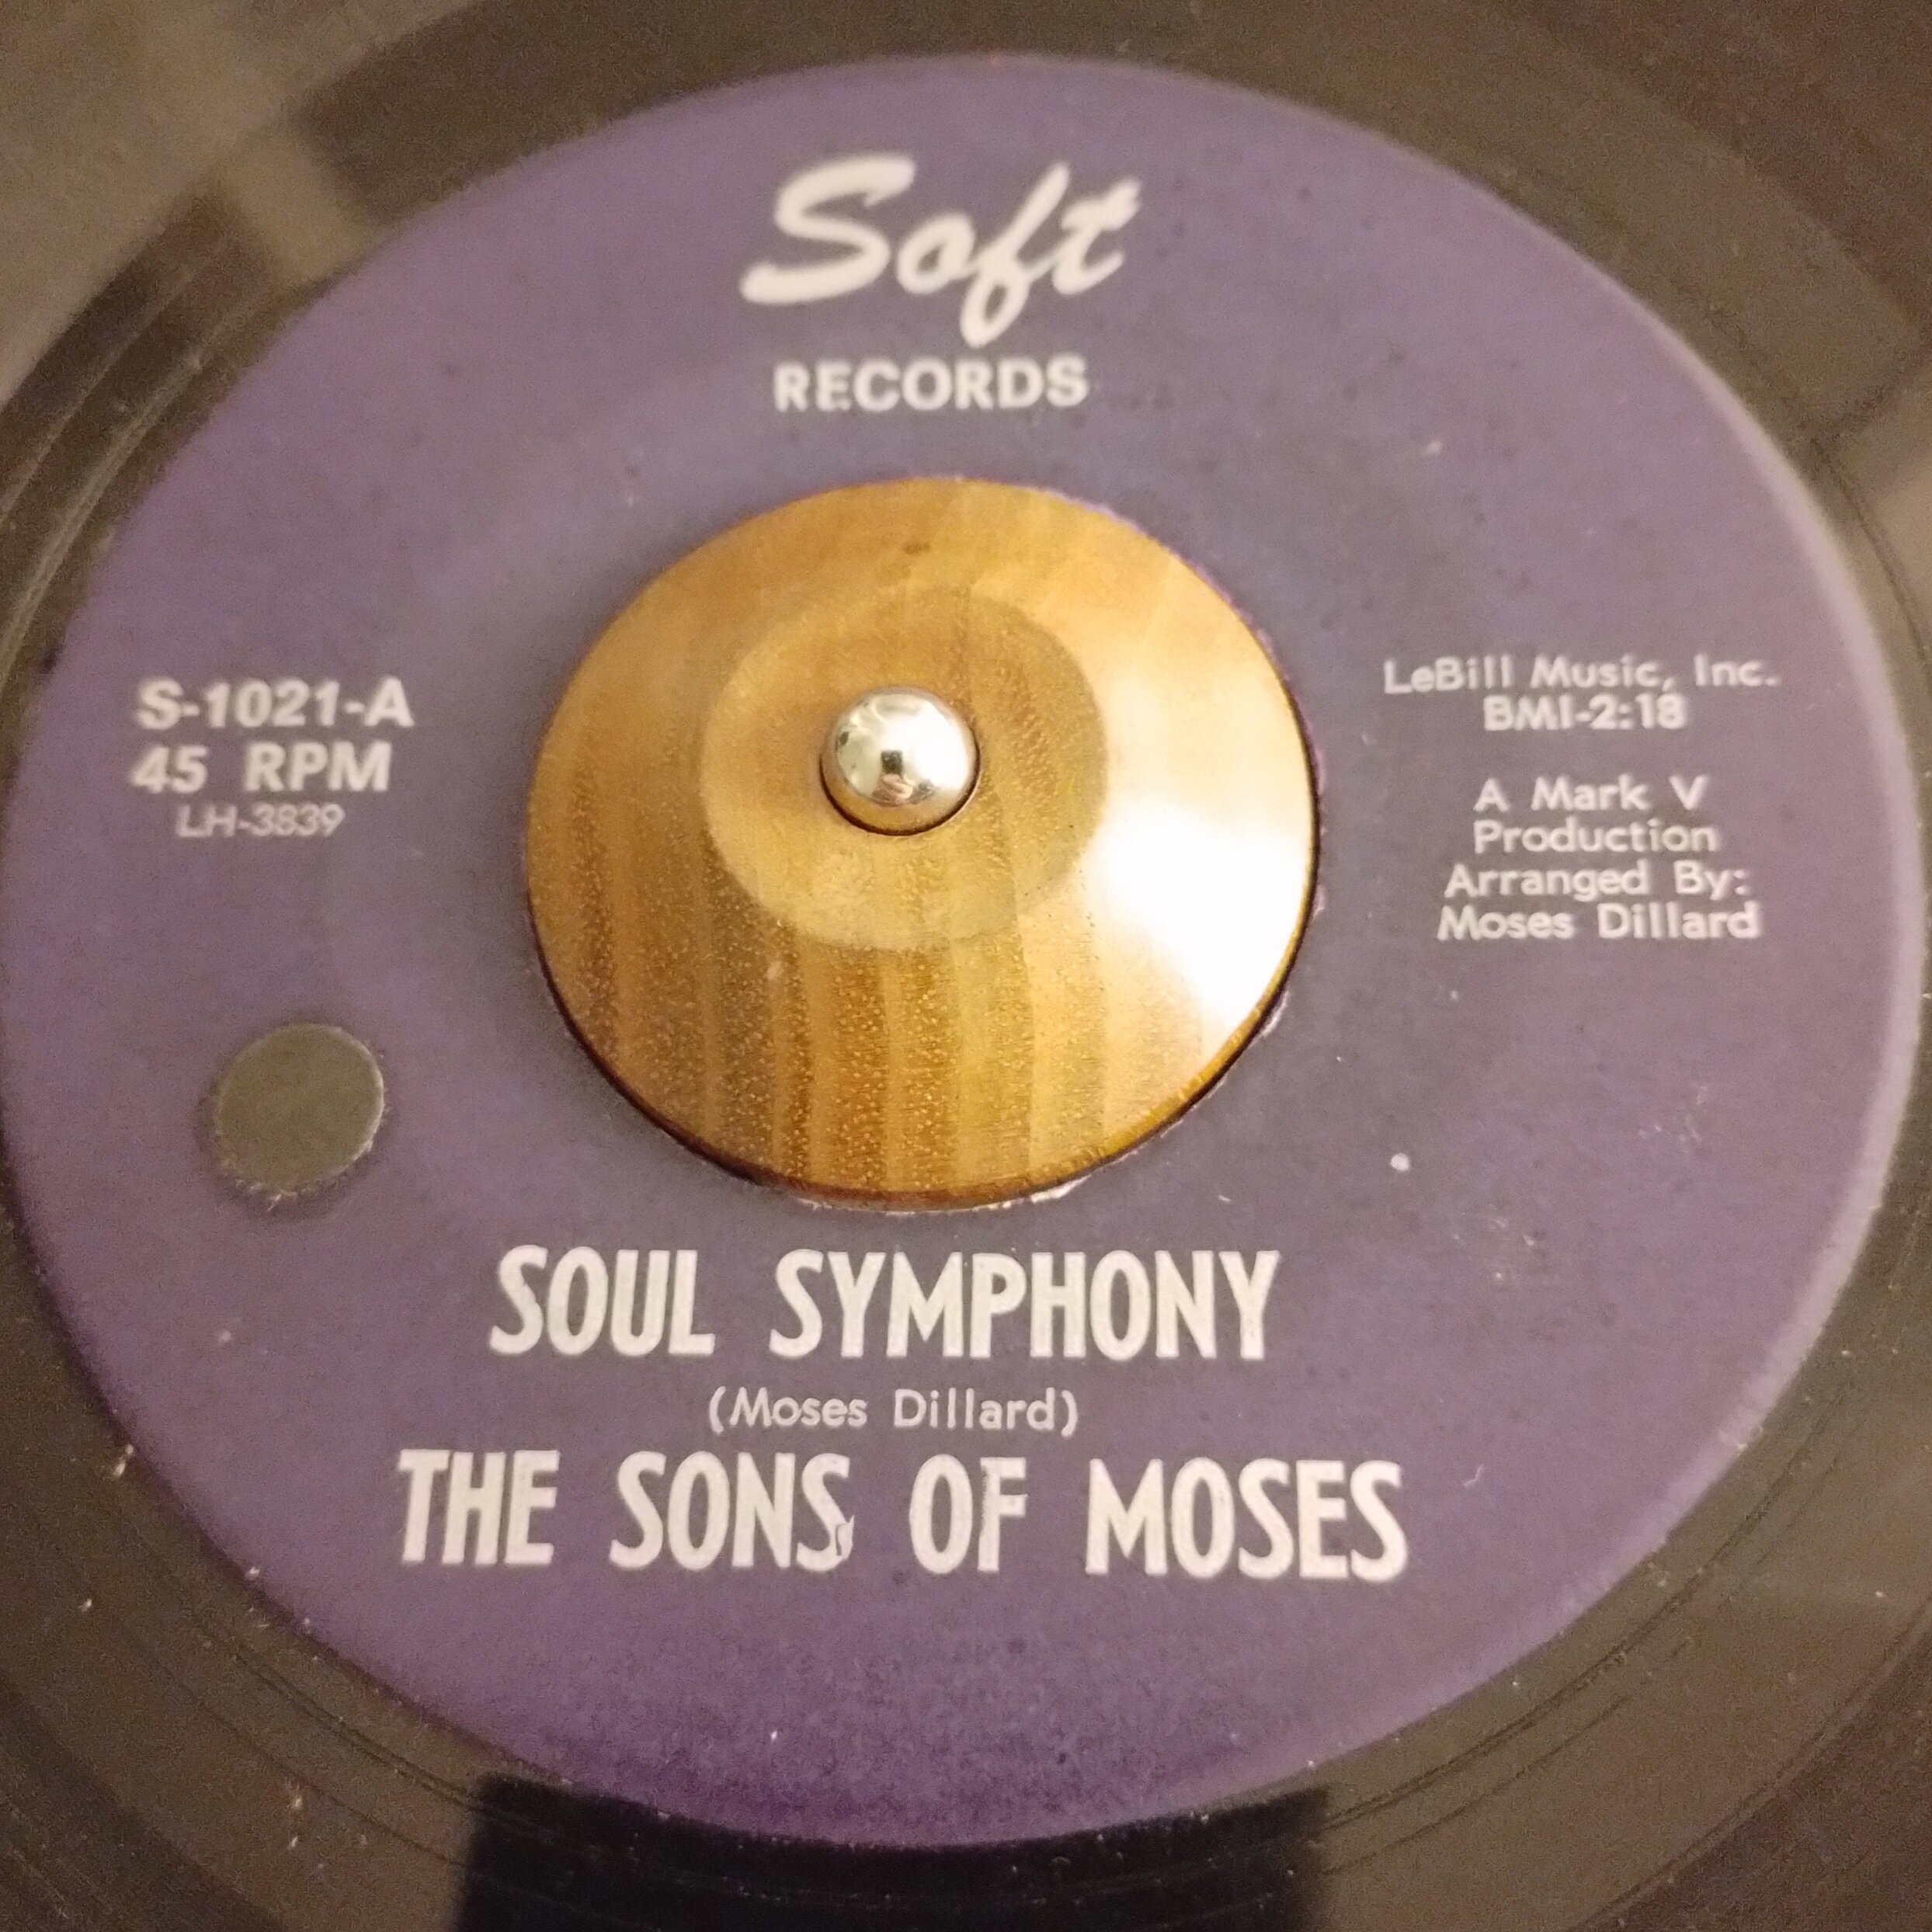 Soft
RECORDS
S-1021-A
45 RPM
LH-3839
LeBill Music, Inc.
BMI-2:18
A Mark V
Production
Arranged By:
Moses Dillard
SOUL SYMPHONY
(Moses Dillard)
THE SONS OF MOSES